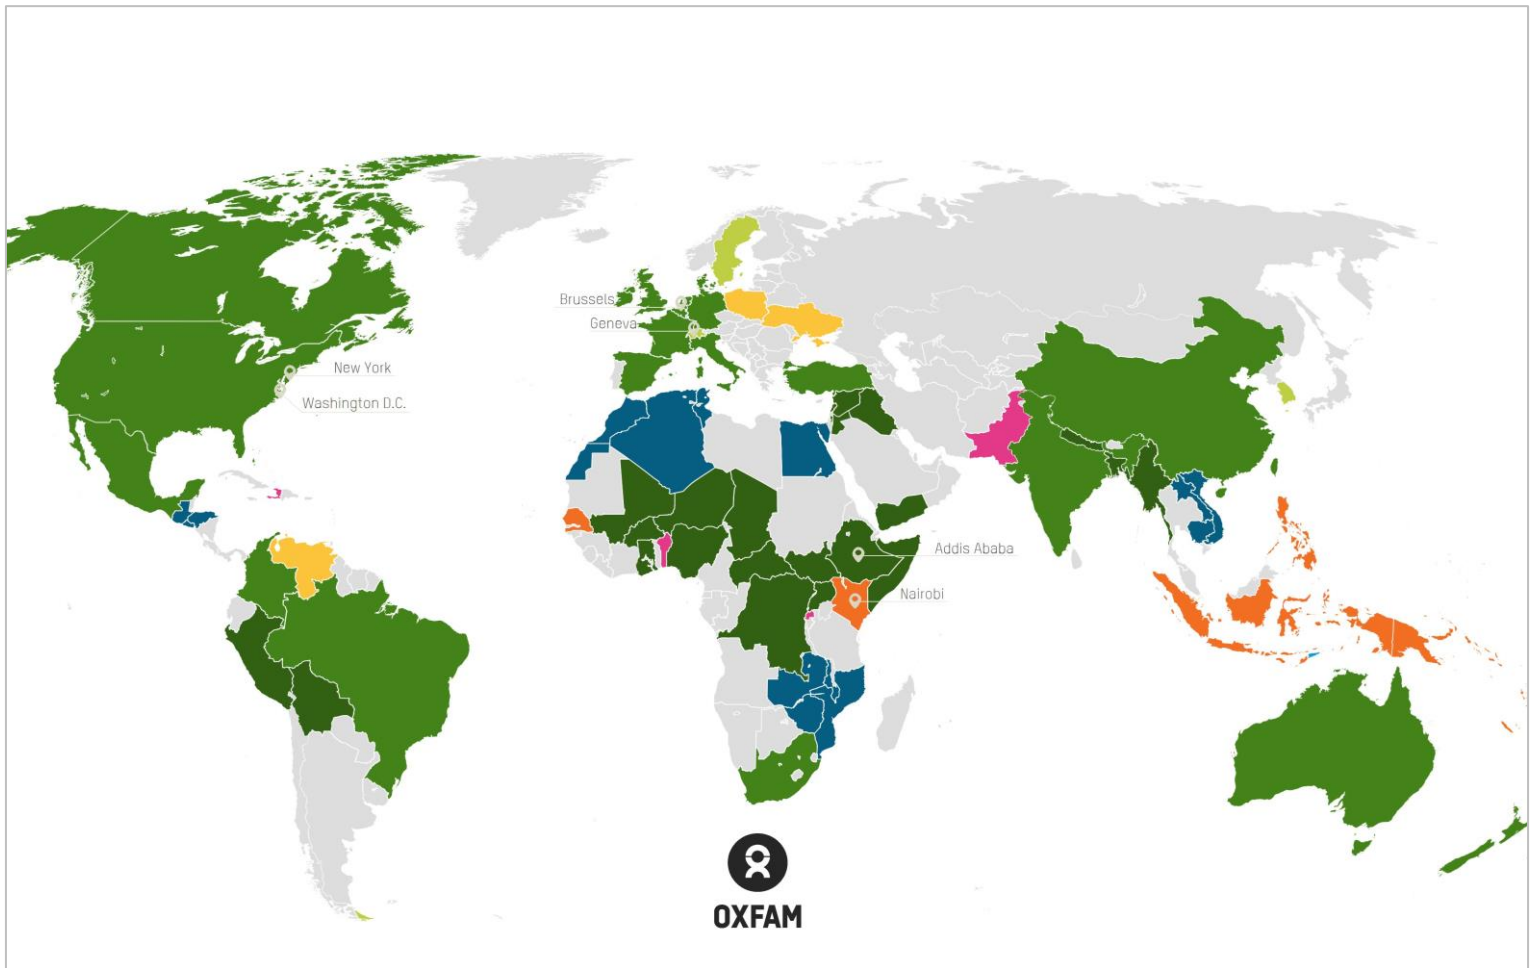 Brussels
Geneva
New York
Washington D.C.
Addis Ababa
Nairobi
OXFAM